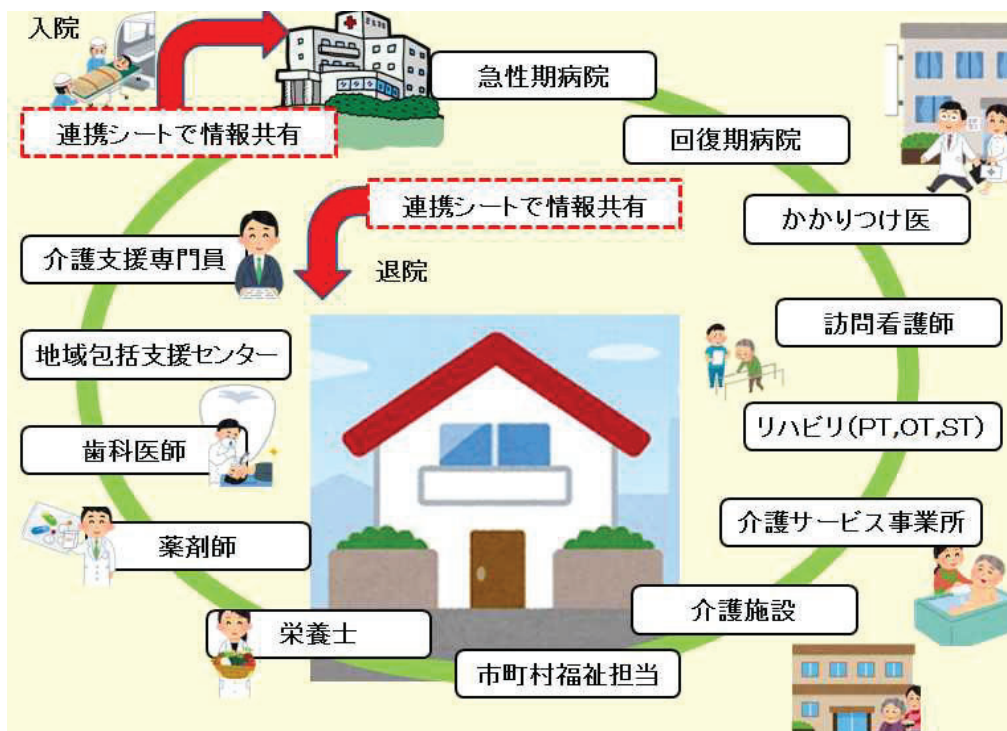 入院
急性期病院
連携シートで情報共有
回復期病院
連携シートで情報共有
かかりつけ医
介護支援専門員
退院
訪問看護師
地域包括支援センター
リハビリ(PT,OT,ST)
歯科医師
介護サービス事業所
薬剤師
介護施設
栄養士
市町村福祉担当